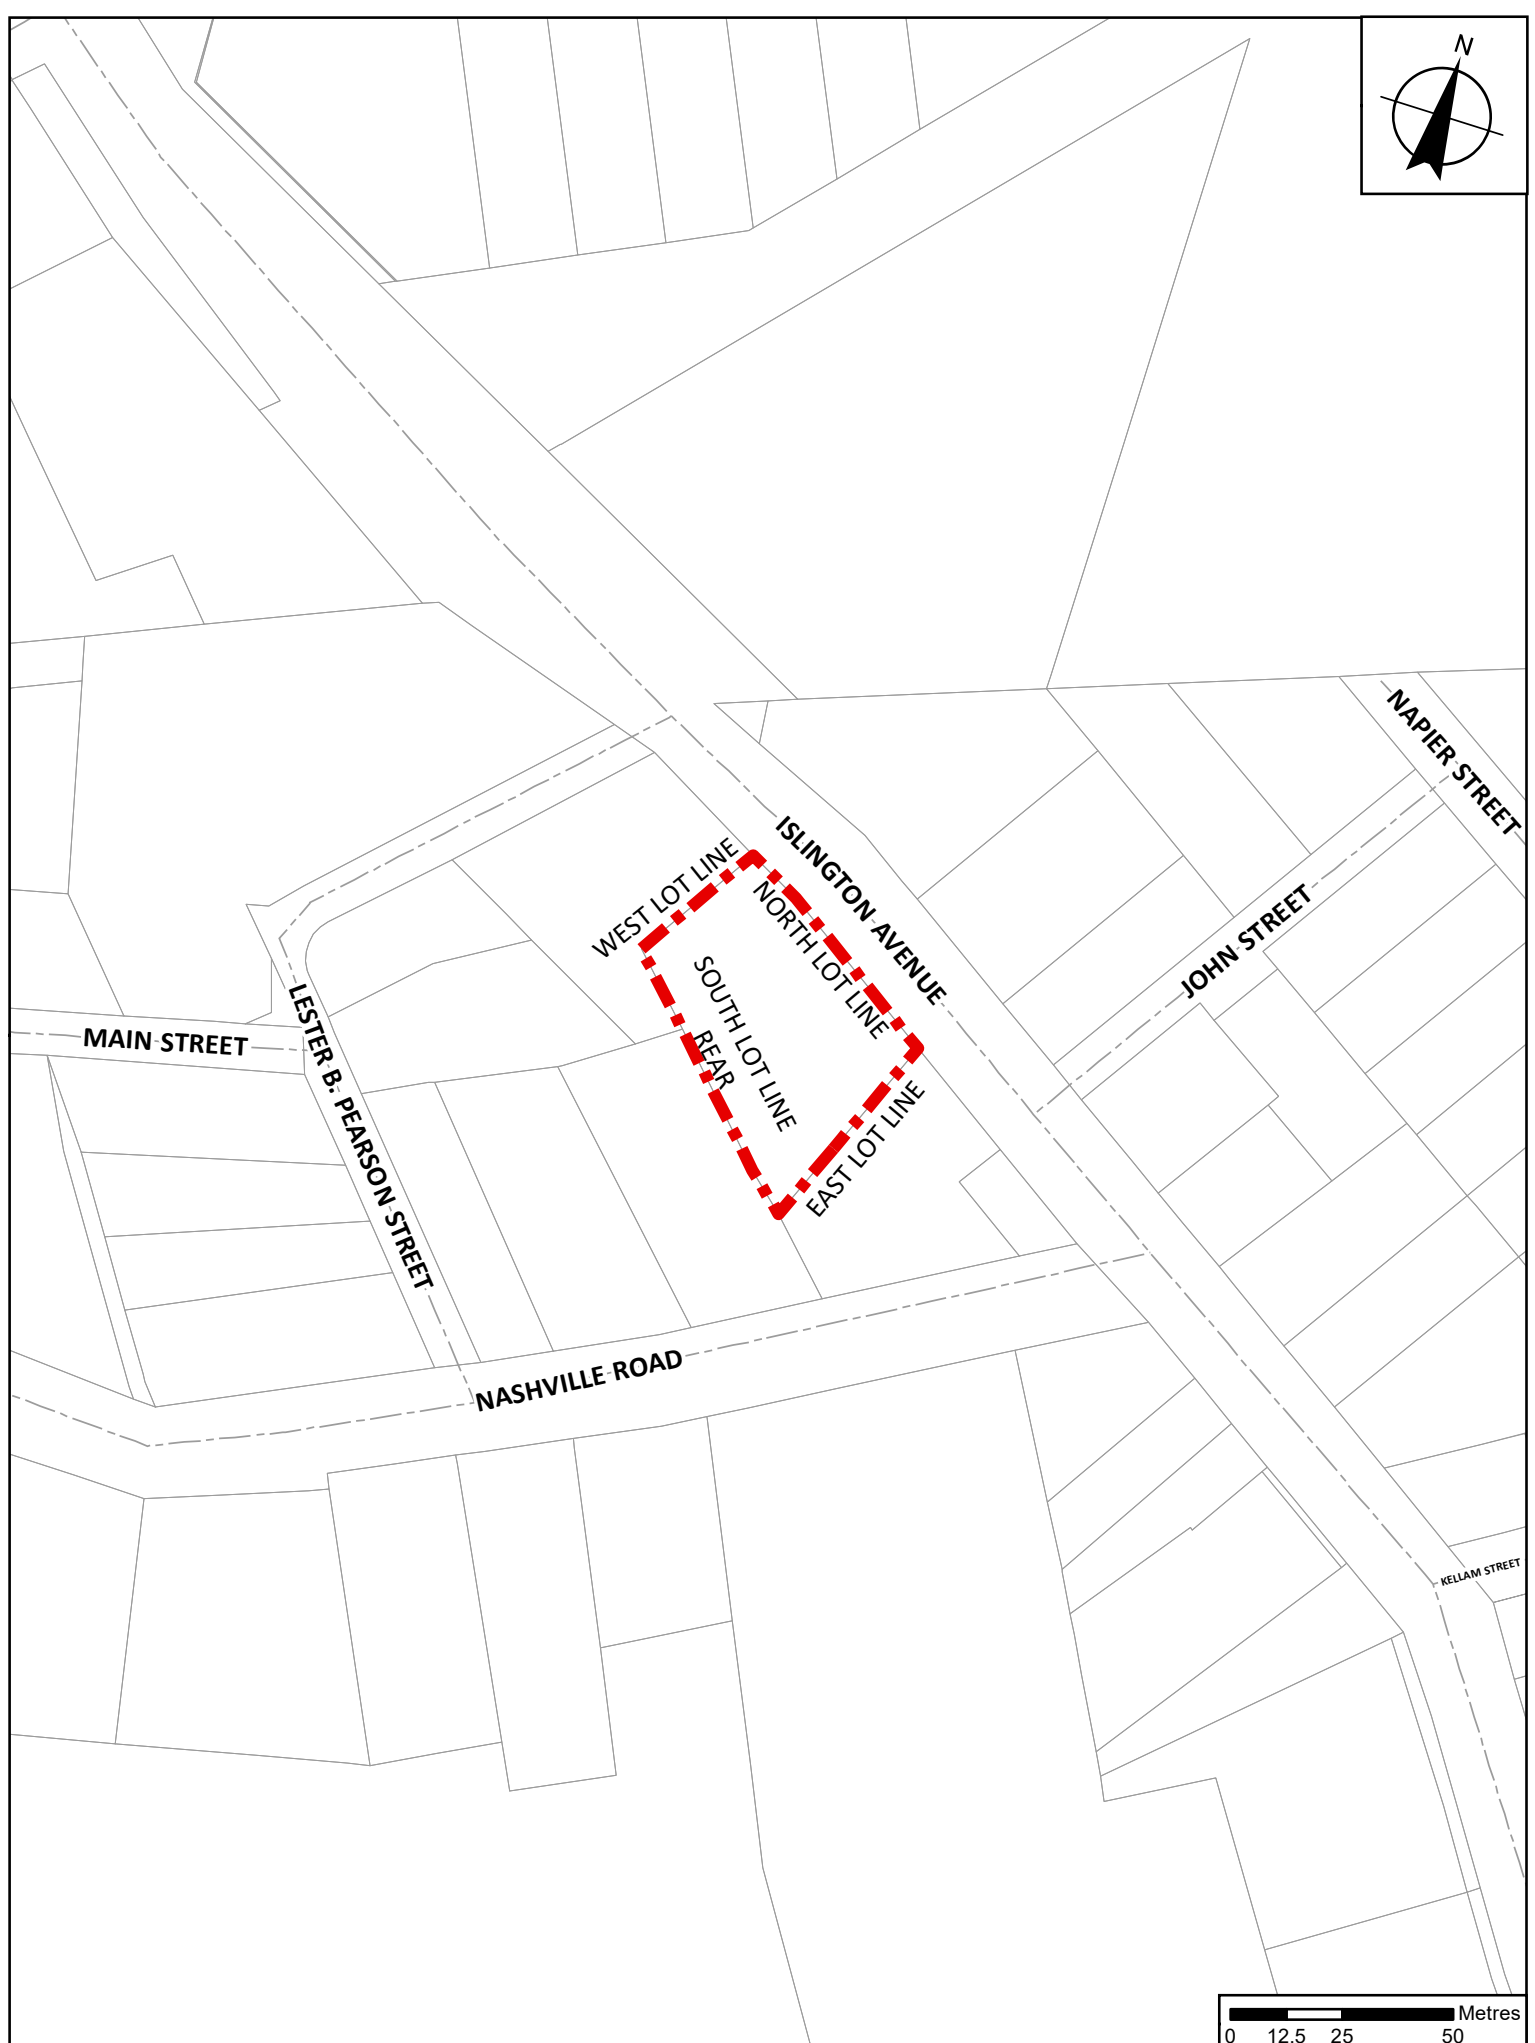 N
NAPIER STREET
ISLINGTON AVENUE
WEST LOT LINE
NORTH LOT LINE
JOHN STREET
SOUTH LOT LINE
REAR
LESTER B. PEARSON STREET
MAIN STREET
EAST LOT LINE
NASHVILLE ROAD
KELLAM STREET
Metres
0 12.5 25 50